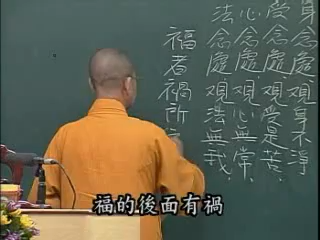 身念處,觀身不淨
受念處,觀受是苦.
心念處,觀心無常.
法念處,觀法無我.
福者禍所
福的後面有禍